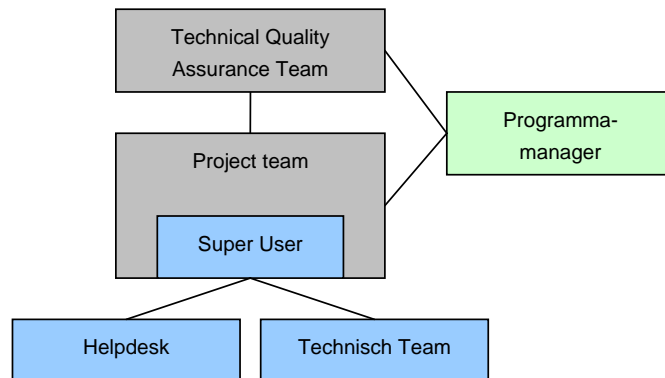 Technical Quality
Assurance Team
Programma-
manager
Project team
Super User
Helpdesk
Technisch Team